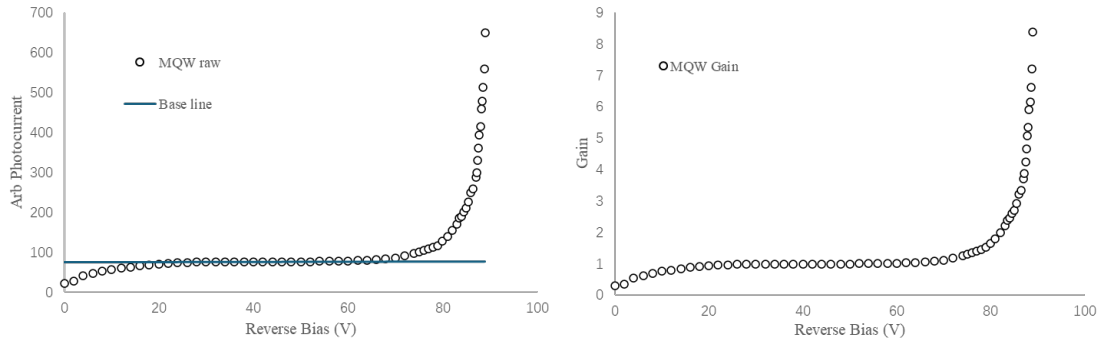 700
600
500
400
300
200
100
0
Arb Photocurrent
MQW raw
Base line
0 20 40 60 80 100
Reverse Bias (V)
9
8
7
6
5
4
3
2
1
0
Gain
MQW Gain
0 20 40 60 80 100
Reverse Bias (V)